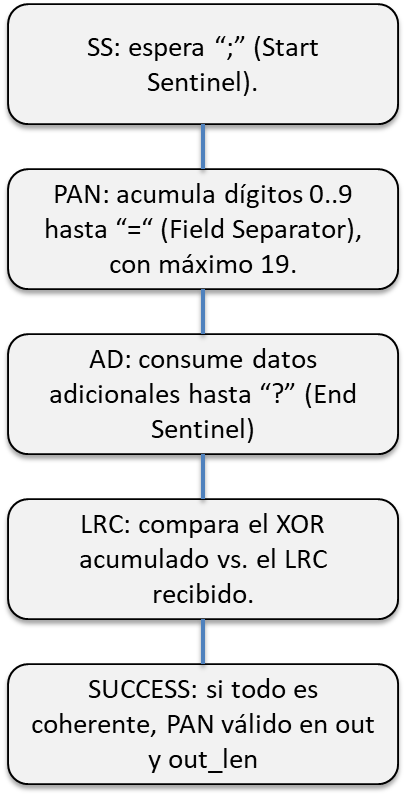 SS: espera “;” (Start
Sentinel).
PAN: acumula dígitos 0..9
hasta “=“ (Field Separator),
con máximo 19.
AD: consume datos
adicionales hasta “?” (End
Sentinel)
LRC: compara el XOR
acumulado vs. el LRC
recibido.
SUCCESS: si todo es
coherente, PAN válido en out
y out_len